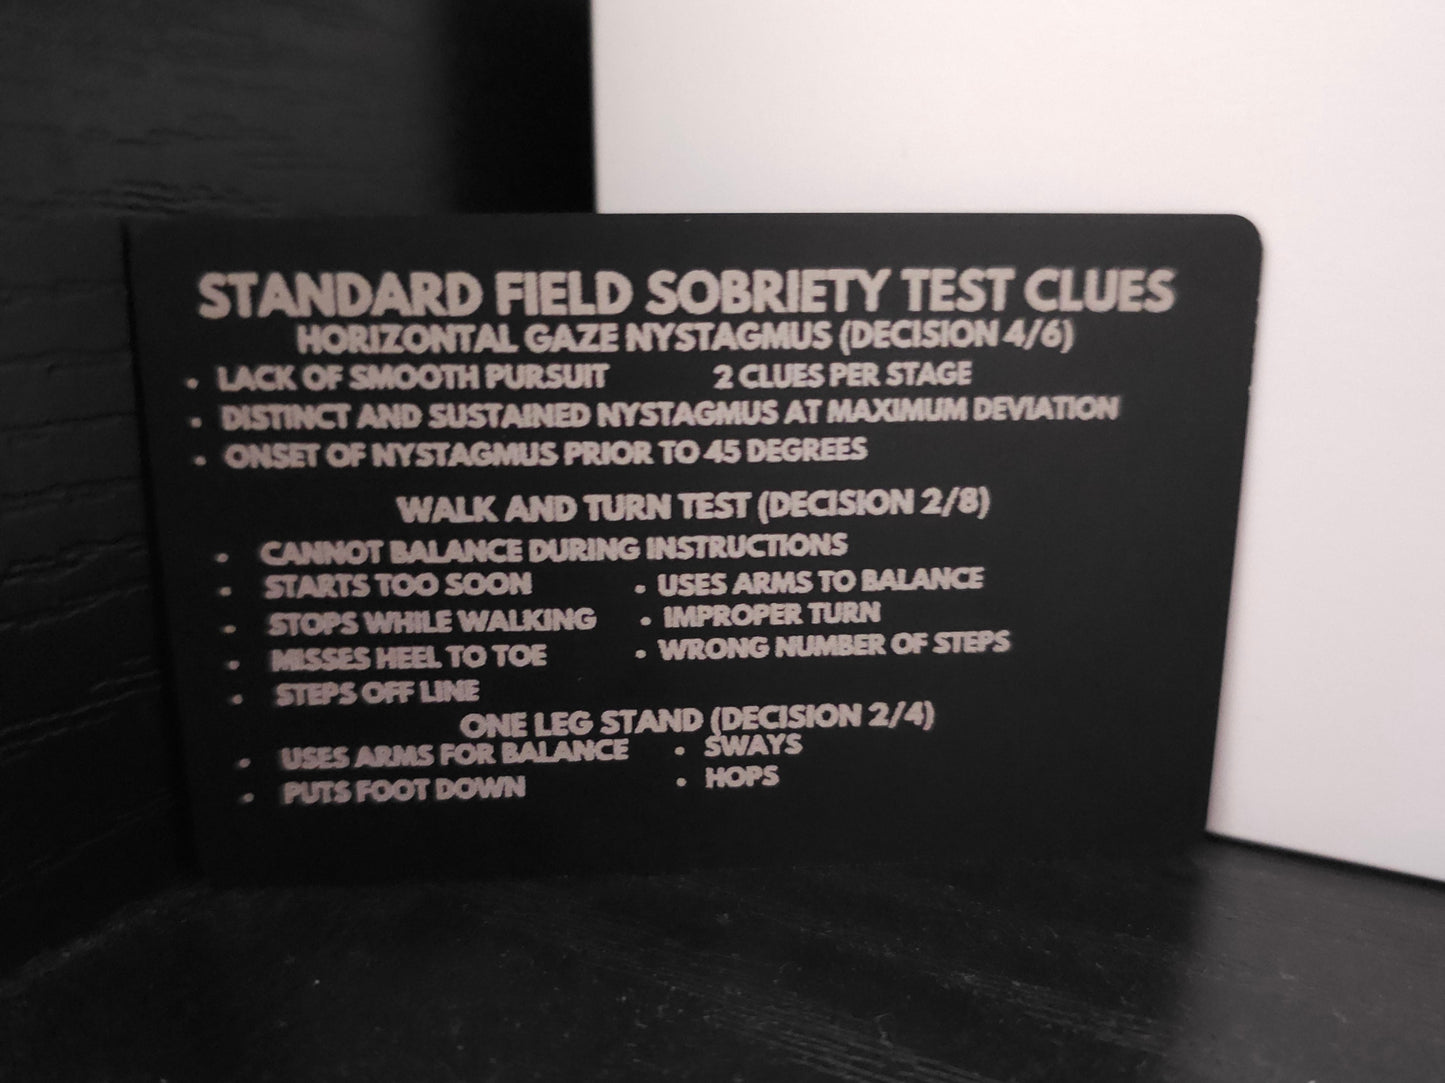 STANDARD FIELD SOBRIETY TEST CLUES
HORIZONTAL GAZE NYSTAGMUS (DECISION 4/6)
• LACK OF SMOOTH PURSUIT 2 CLUES PER STAGE
• DISTINCT AND SUSTAINED NYSTAGMUS AT MAXIMUM DEVIATION
• ONSET OF NYSTAGMUS PRIOR TO 45 DEGREES
WALK AND TURN TEST (DECISION 2/8)
• CANNOT BALANCE DURING INSTRUCTIONS
• STARTS TOO SOON • USES ARMS TO BALANCE
• STOPS WHILE WALKING • IMPROPER TURN
• MISSES HEEL TO TOE • WRONG NUMBER OF STEPS
• STEPS OFF LINE
ONE LEG STAND (DECISION 2/4)
• USES ARMS FOR BALANCE • SWAYS
• PUTS FOOT DOWN • HOPS